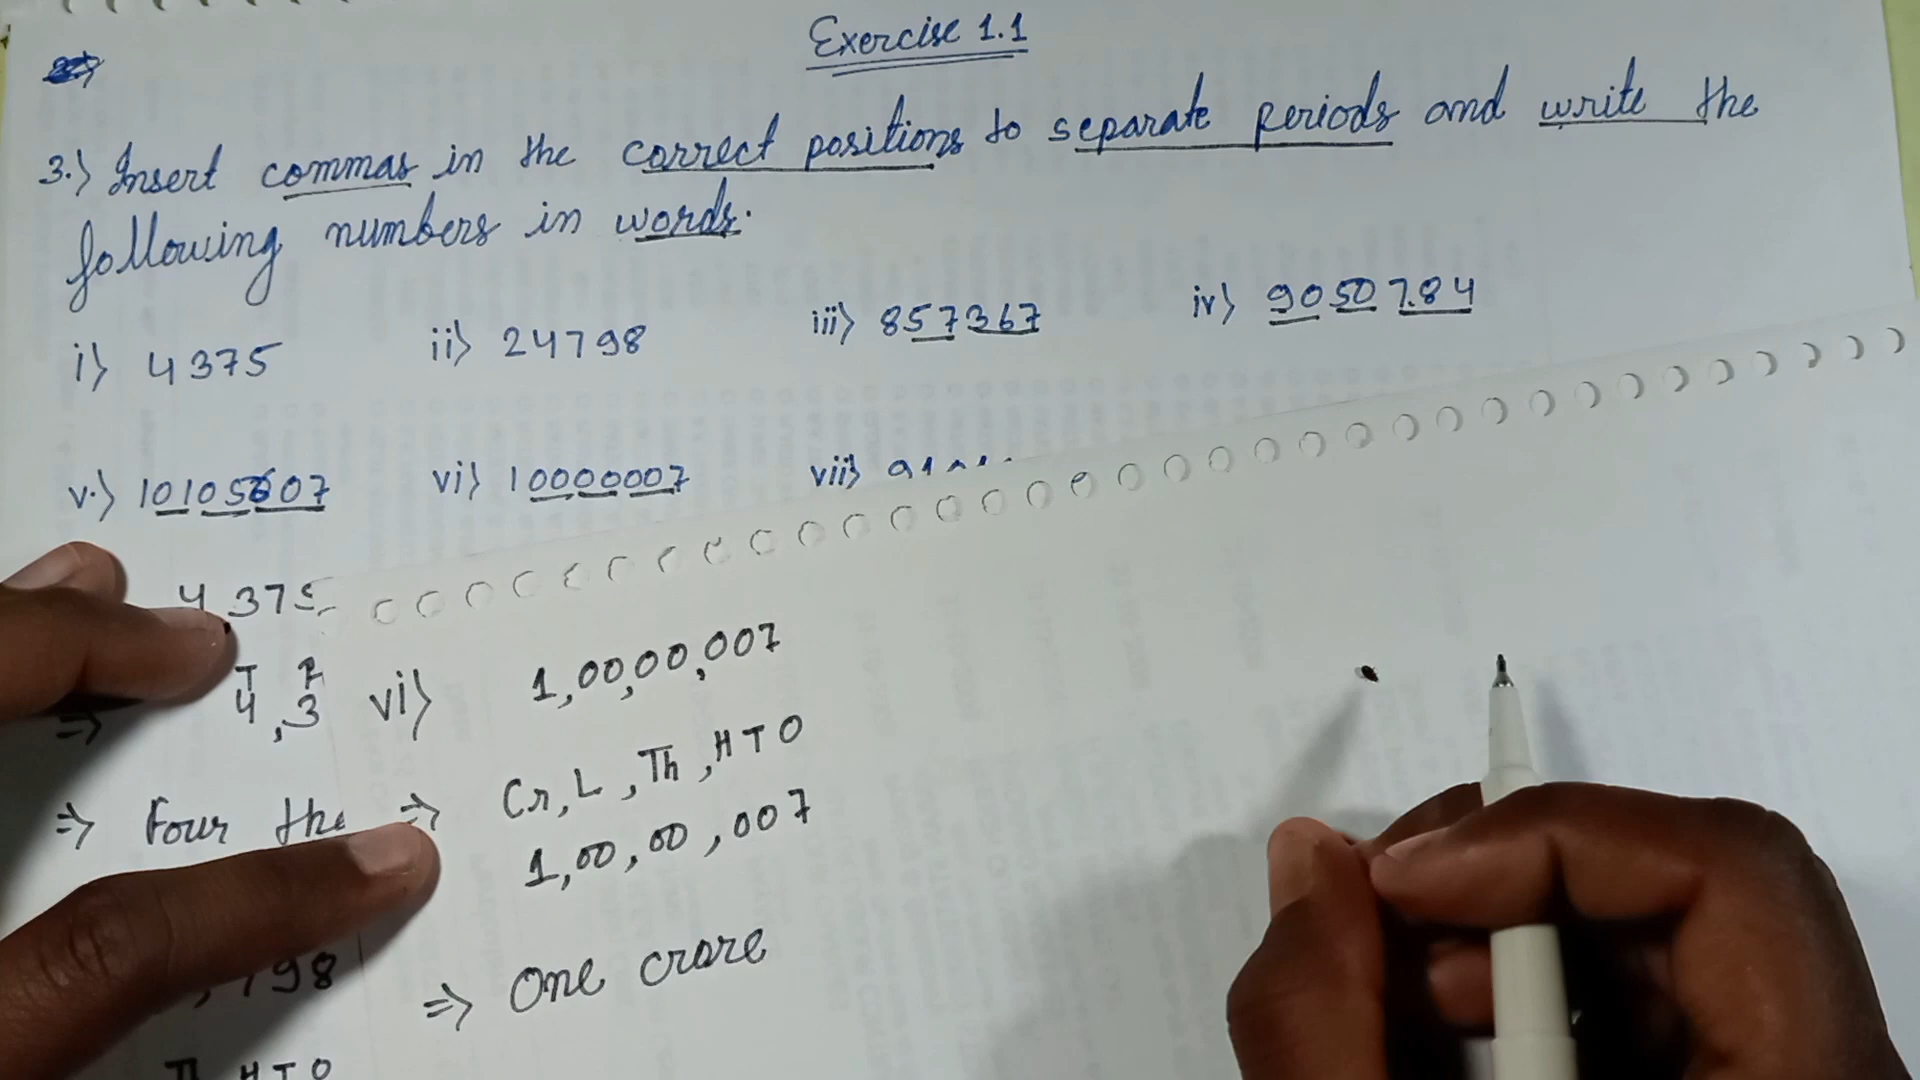 Exercise 1.1
3.) Insert commas in the correct positions to separate periods and write the
following numbers in words.
i) 4375 ii) 24798 iii) 857367 iv) 9050784
v.) 10105607 vi) 10000007 vii)
4375
T
4,3
vi) 1,00,00,007
Cr, L, Th, H T O
⇒ 1,00,00,007
⇒ Four
⇒ One crore
,798
Th H T O